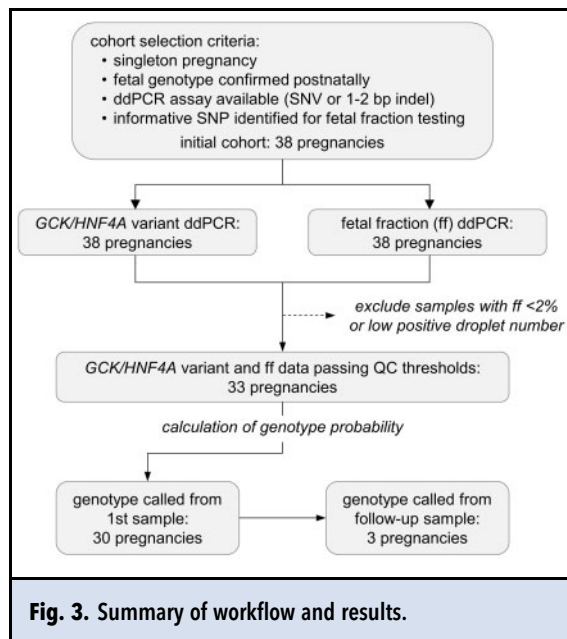 cohort selection criteria:
• singleton pregnancy
• fetal genotype confirmed postnatally
• ddPCR assay available (SNV or 1-2 bp indel)
• informative SNP identified for fetal fraction testing
initial cohort: 38 pregnancies
GCK/HNF4A variant ddPCR:
38 pregnancies
fetal fraction (ff) ddPCR:
38 pregnancies
exclude samples with ff <2%
or low positive droplet number
GCK/HNF4A variant and ff data passing QC thresholds:
33 pregnancies
calculation of genotype probability
genotype called from
1st sample:
30 pregnancies
genotype called from
follow-up sample:
3 pregnancies
Fig. 3. Summary of workflow and results.